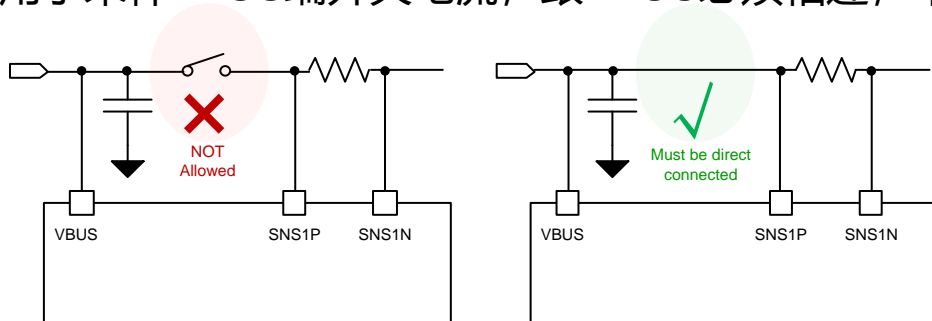 NOT
Allowed
Must be direct
connected
VBUS
SNS1P
SNS1N
VBUS
SNS1P
SNS1N